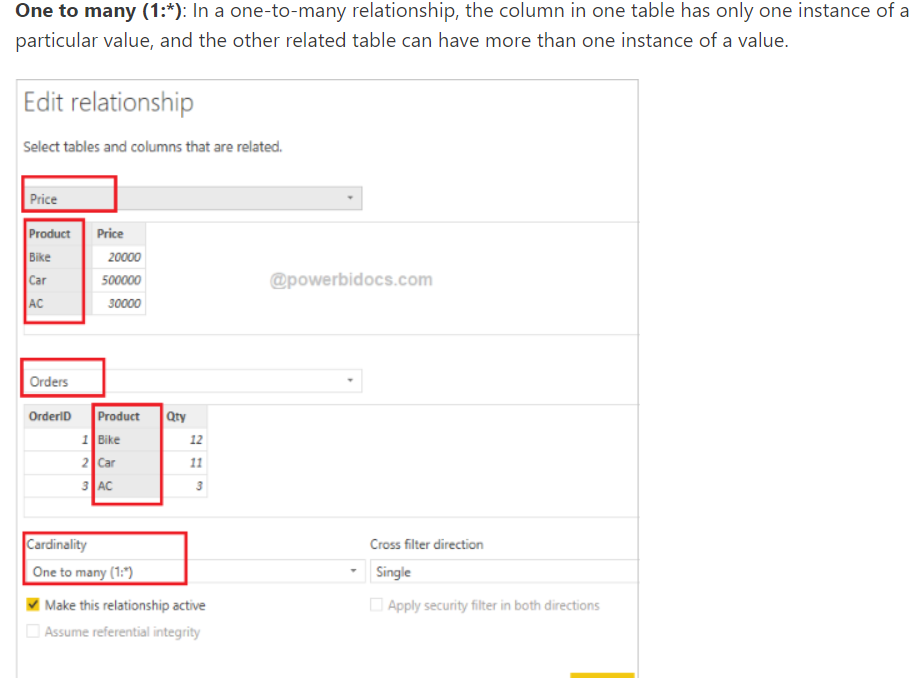 One to many (1:*): In a one-to-many relationship, the column in one table has only one instance of a
particular value, and the other related table can have more than one instance of a value.
Edit relationship
Select tables and columns that are related.
Price
Product Price
Bike 20000
Car 500000
AC 30000
@powerbidocs.com
Orders
OrderID Product Qty
1 Bike 12
2 Car 11
3 AC 3
Cardinality Cross filter direction
One to many (1:*) Single
Make this relationship active Apply security filter in both directions
Assume referential integrity